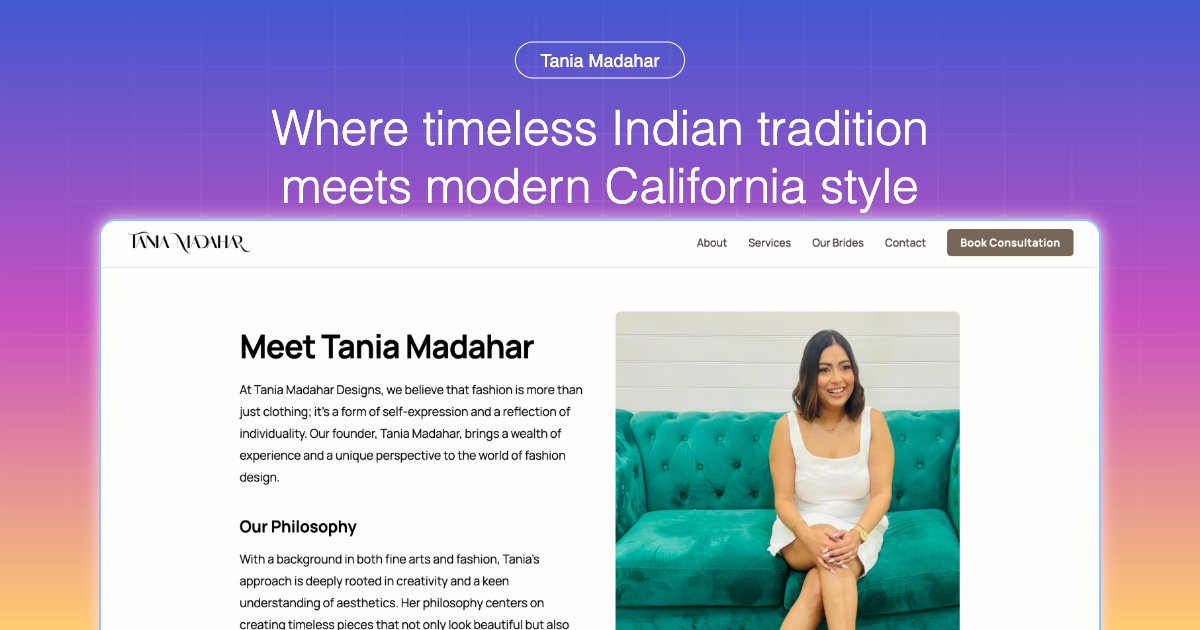 Tania Madahar
Where timeless Indian tradition
meets modern California style
TANIA MADAHAR
About Services Our Brides Contact Book Consultation
Meet Tania Madahar
At Tania Madahar Designs, we believe that fashion is more than
just clothing; it's a form of self-expression and a reflection of
individuality. Our founder, Tania Madahar, brings a wealth of
experience and a unique perspective to the world of fashion
design.
Our Philosophy
With a background in both fine arts and fashion, Tania's
approach is deeply rooted in creativity and a keen
understanding of aesthetics. Her philosophy centers on
creating timeless pieces that not only look beautiful but also